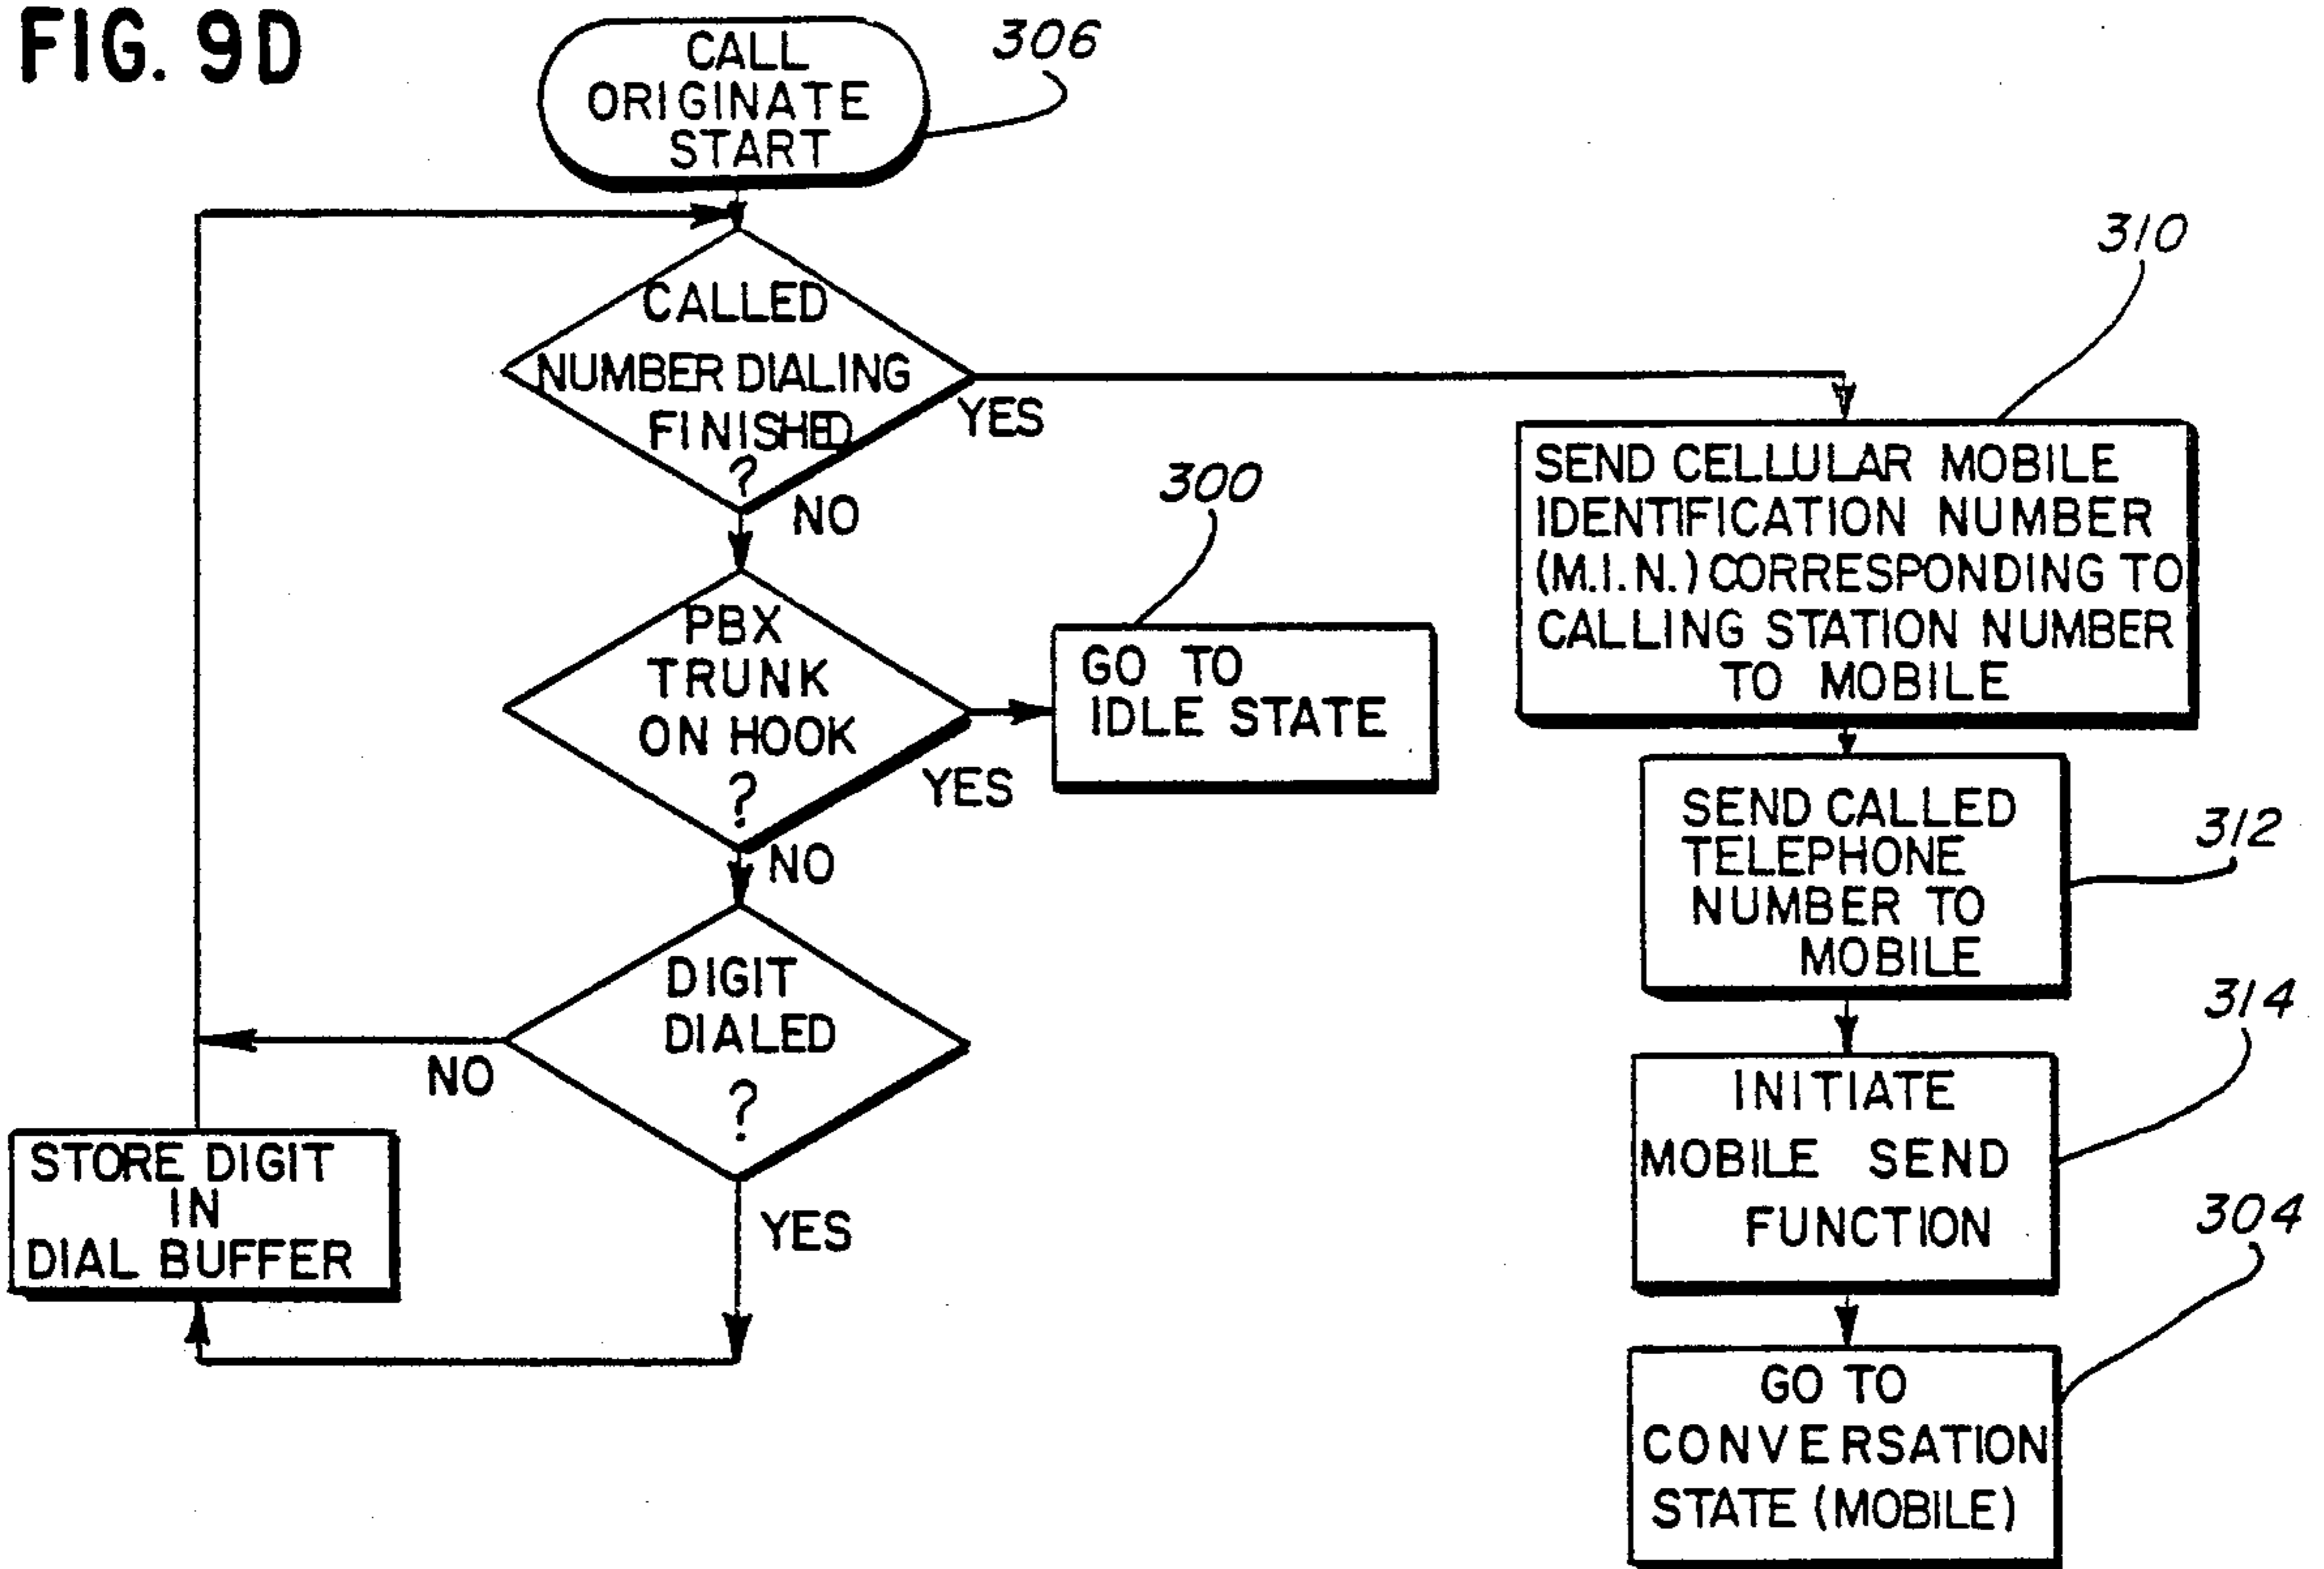 FIG. 9D
CALL
ORIGINATE
START
306
CALLED
NUMBER DIALING
FINISHED
?
YES
NO
PBX
TRUNK
ON HOOK
?
YES
NO
300
GO TO
IDLE STATE
DIGIT
DIALED
?
NO
YES
STORE DIGIT
IN
DIAL BUFFER
310
SEND CELLULAR MOBILE
IDENTIFICATION NUMBER
(M.I.N.) CORRESPONDING TO
CALLING STATION NUMBER
TO MOBILE
312
SEND CALLED
TELEPHONE
NUMBER TO
MOBILE
314
INITIATE
MOBILE SEND
FUNCTION
304
GO TO
CONVERSATION
STATE (MOBILE)